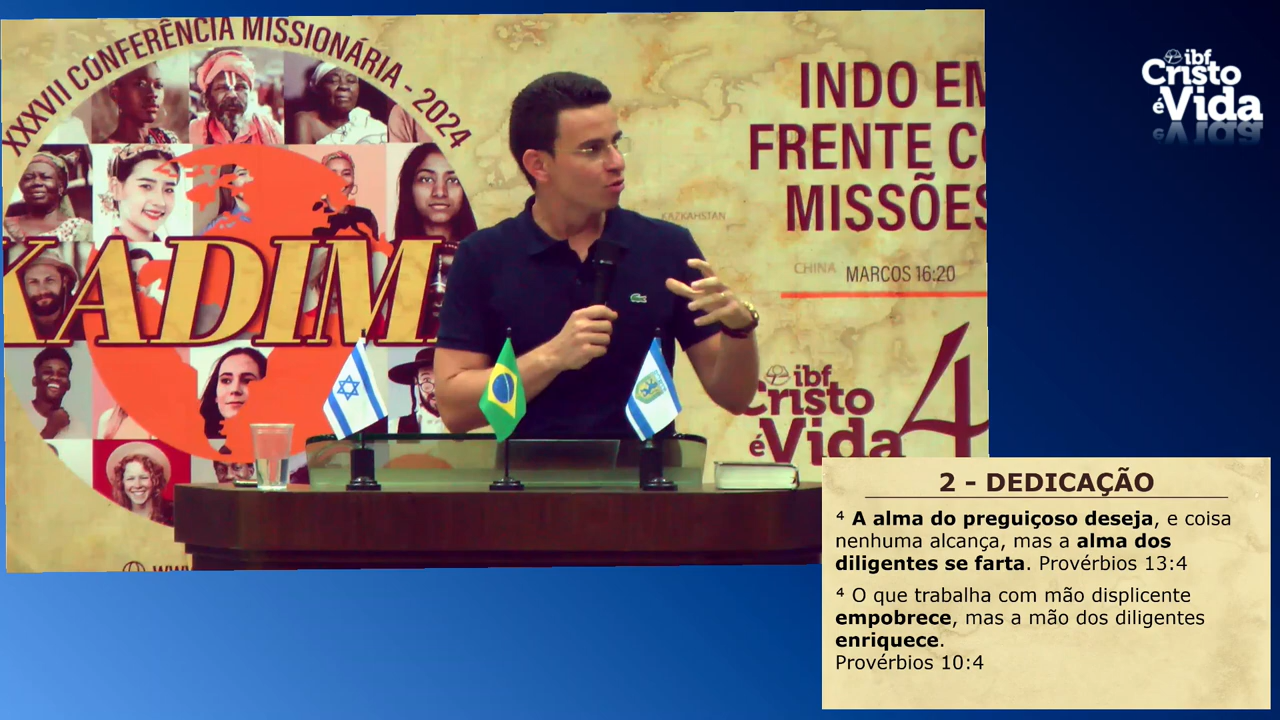 XXXVII CONFERÊNCIA MISSIONÁRIA - 2024
KADIM
INDO EM
FRENTE CO
MISSÕES
KAZKAHSTAN
CHINA
MARCOS 16:20
ibf
Cristo
é Vida
4
ibf
Cristo
é Vida
2 - DEDICAÇÃO
⁴ A alma do preguiçoso deseja, e coisa
nenhuma alcança, mas a alma dos
diligentes se farta. Provérbios 13:4
⁴ O que trabalha com mão displicente
empobrece, mas a mão dos diligentes
enriquece.
Provérbios 10:4